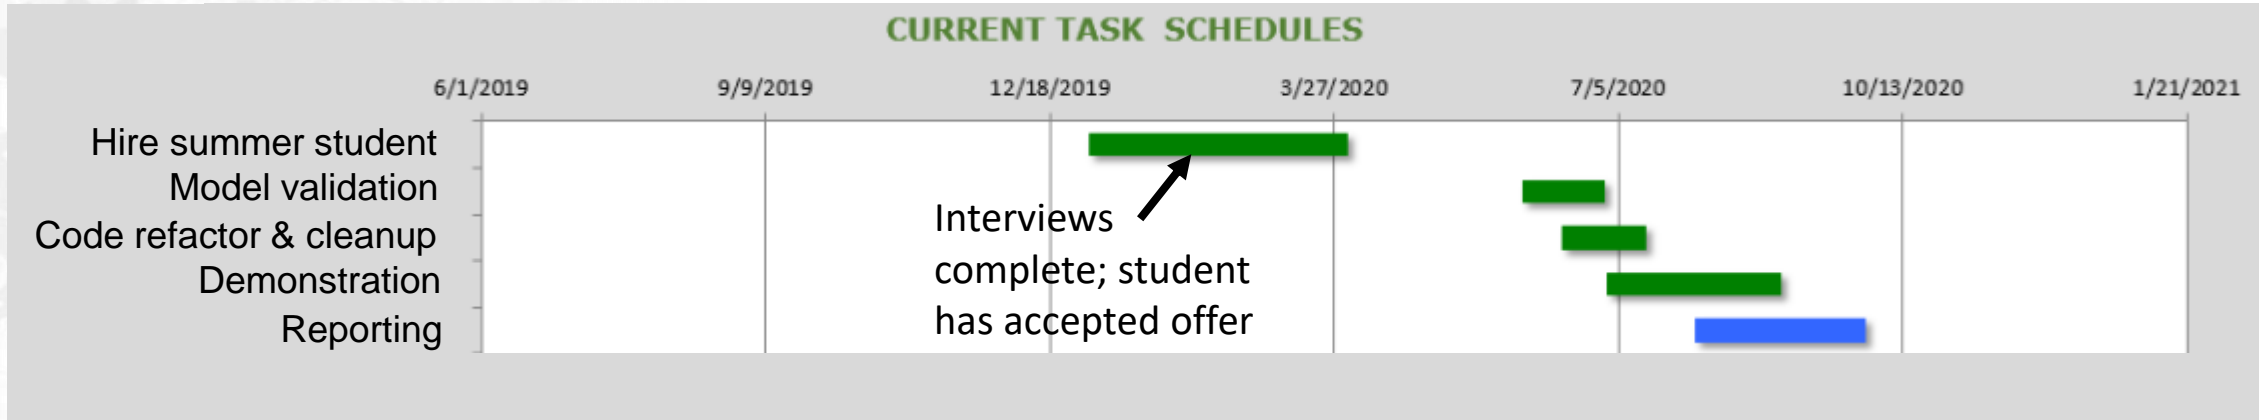 CURRENT TASK SCHEDULES
6/1/2019 9/9/2019 12/18/2019 3/27/2020 7/5/2020 10/13/2020 1/21/2021
Hire summer student
Model validation
Code refactor & cleanup
Demonstration
Reporting
Interviews
complete; student
has accepted offer